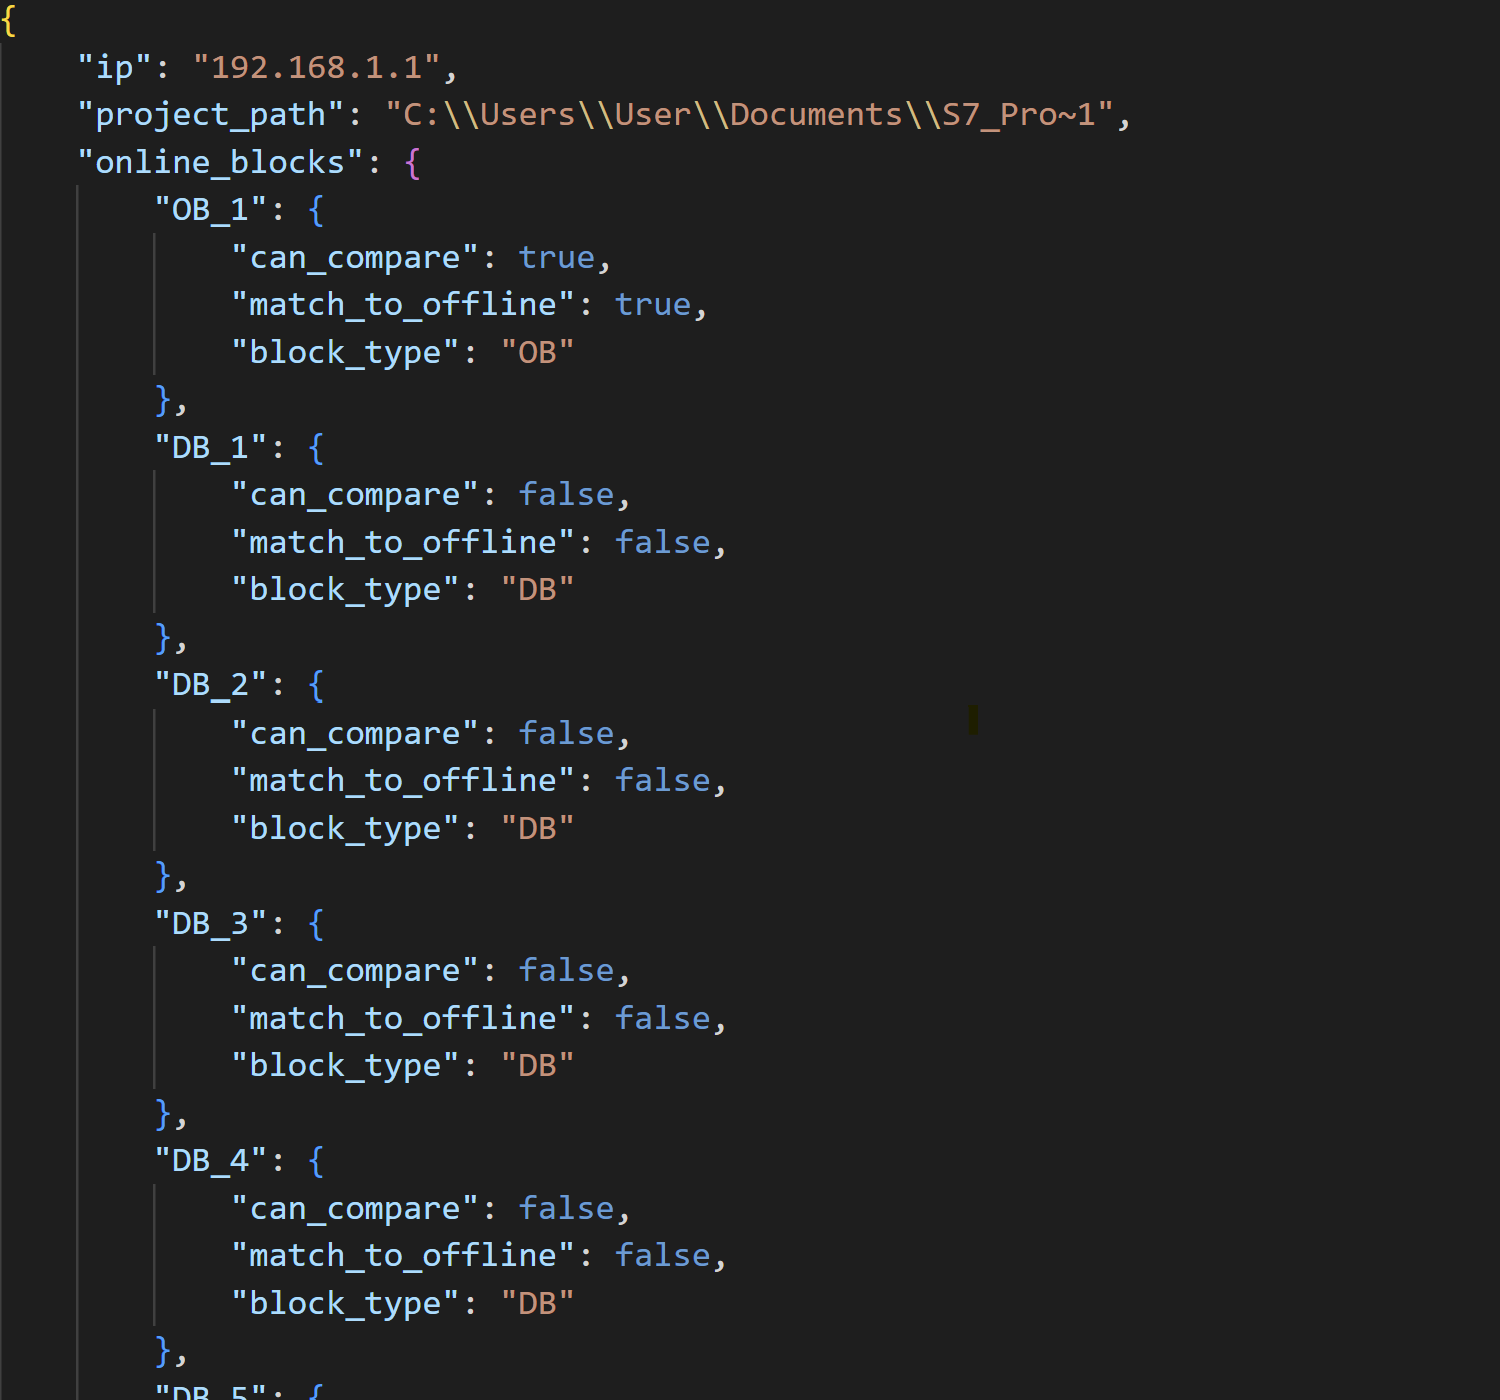 {
    "ip": "192.168.1.1",
    "project_path": "C:\\Users\\User\\Documents\\S7_Pro~1",
    "online_blocks": {
        "OB_1": {
            "can_compare": true,
            "match_to_offline": true,
            "block_type": "OB"
        },
        "DB_1": {
            "can_compare": false,
            "match_to_offline": false,
            "block_type": "DB"
        },
        "DB_2": {
            "can_compare": false,
            "match_to_offline": false,
            "block_type": "DB"
        },
        "DB_3": {
            "can_compare": false,
            "match_to_offline": false,
            "block_type": "DB"
        },
        "DB_4": {
            "can_compare": false,
            "match_to_offline": false,
            "block_type": "DB"
        },
        "DB_5": {